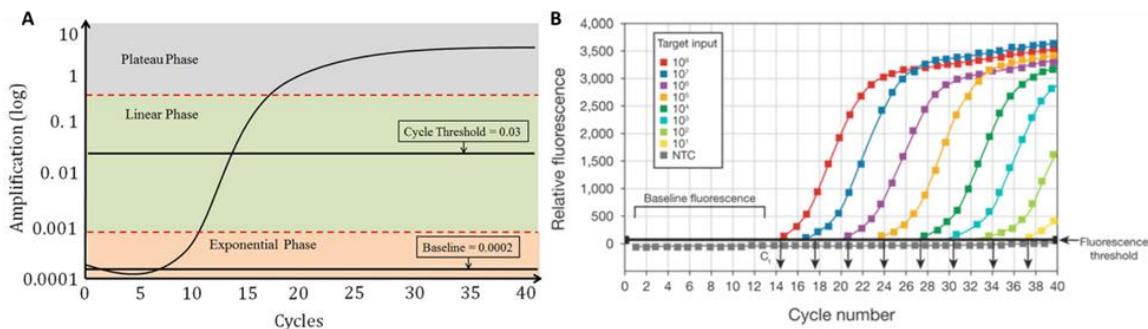 A
Amplification (log)
10
1
0.1
0.01
0.001
0.0001
Plateau Phase
Linear Phase
Cycle Threshold = 0.03
Exponential Phase
Baseline = 0.0002
0 5 10 15 20 25 30 35 40
Cycles
B
Relative fluorescence
4,000
3,500
3,000
2,500
2,000
1,500
1,000
500
0
Target input
10⁸
10⁷
10⁶
10⁵
10⁴
10³
10²
10¹
NTC
Baseline fluorescence
Cₜ
Fluorescence
threshold
0 2 4 6 8 10 12 14 16 18 20 22 24 26 28 30 32 34 36 38 40
Cycle number